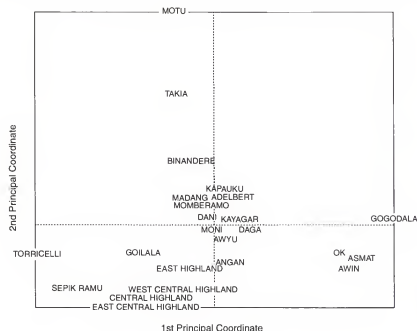 MOTU
TAKIA
BINANDERE
KAPAUKU
MADANG ADELBERT
MOMBERAMO
DANI KAYAGAR GOGODALA
MONI DAGA
AWYU
TORRICELLI GOILALA OK
ANGAN ASMAT
EAST HIGHLAND AWIN
SEPIK RAMU WEST CENTRAL HIGHLAND
CENTRAL HIGHLAND
EAST CENTRAL HIGHLAND
2nd Principal Coordinate
1st Principal Coordinate